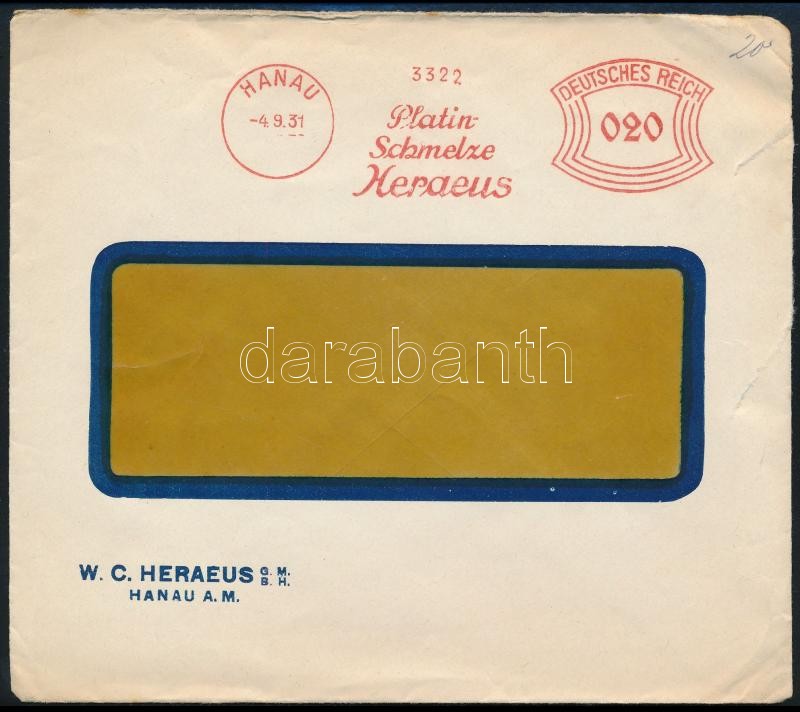 20
HANAU
-4.9.31
3322
Platin-
Schmelze
Heraeus
DEUTSCHES REICH
020
darabanth
W. C. HERAEUS G. M. B. H.
HANAU A. M.